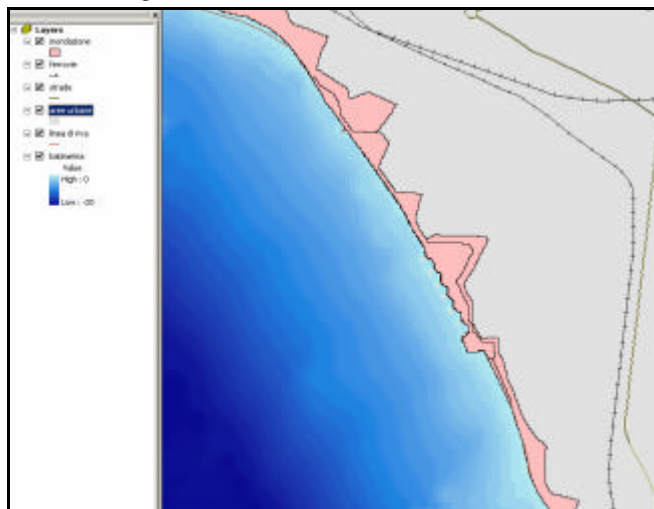 Layers
inondazione
ferrovie
strade
aree urbane
linea di riva
batimetria
Value
High : 0
Low : -20